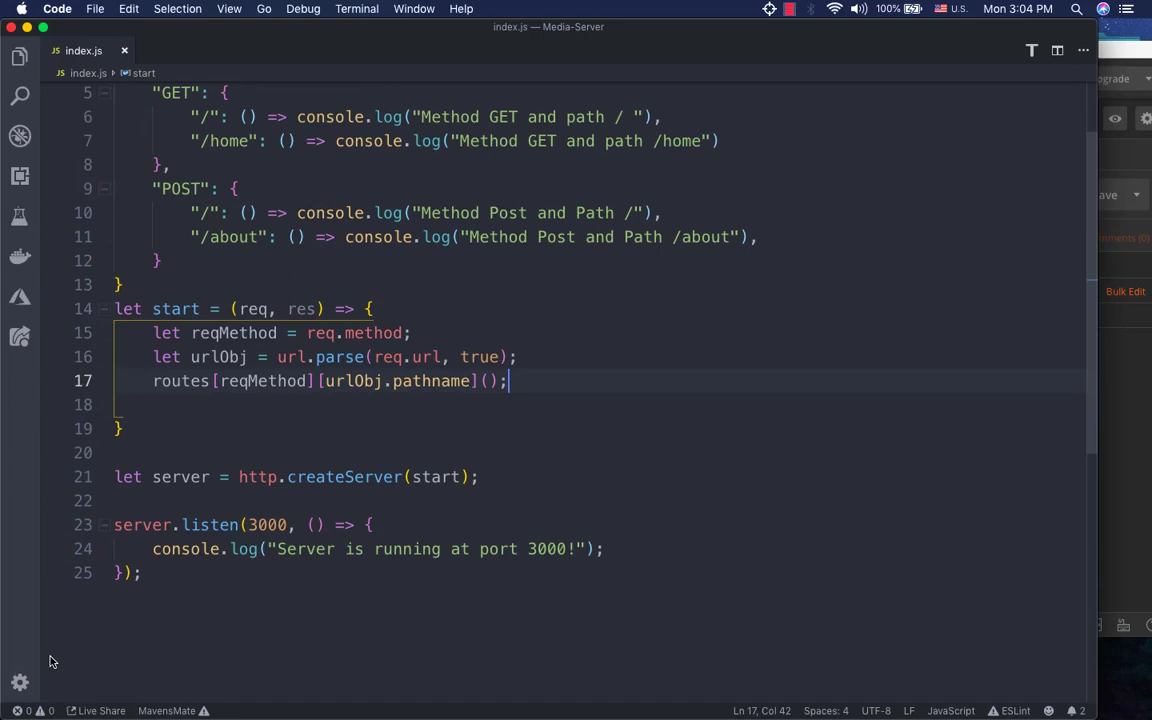 Code File Edit Selection View Go Debug Terminal Window Help 100% U.S. Mon 3:04 PM
index.js — Media-Server
JS index.js ×
JS index.js start
5 "GET": {
6 "/": () => console.log("Method GET and path / "),
7 "/home": () => console.log("Method GET and path /home")
8 },
9 "POST": {
10 "/": () => console.log("Method Post and Path /"),
11 "/about": () => console.log("Method Post and Path /about"),
12 }
13 }
14 let start = (req, res) => {
15 let reqMethod = req.method;
16 let urlObj = url.parse(req.url, true);
17 routes[reqMethod][urlObj.pathname]();
18
19 }
20
21 let server = http.createServer(start);
22
23 server.listen(3000, () => {
24 console.log("Server is running at port 3000!");
25 });
pgrade
ave
mments (0)
Bulk Edit
0 0 Live Share MavensMate Ln 17, Col 42 Spaces: 4 UTF-8 LF JavaScript ESLint 2